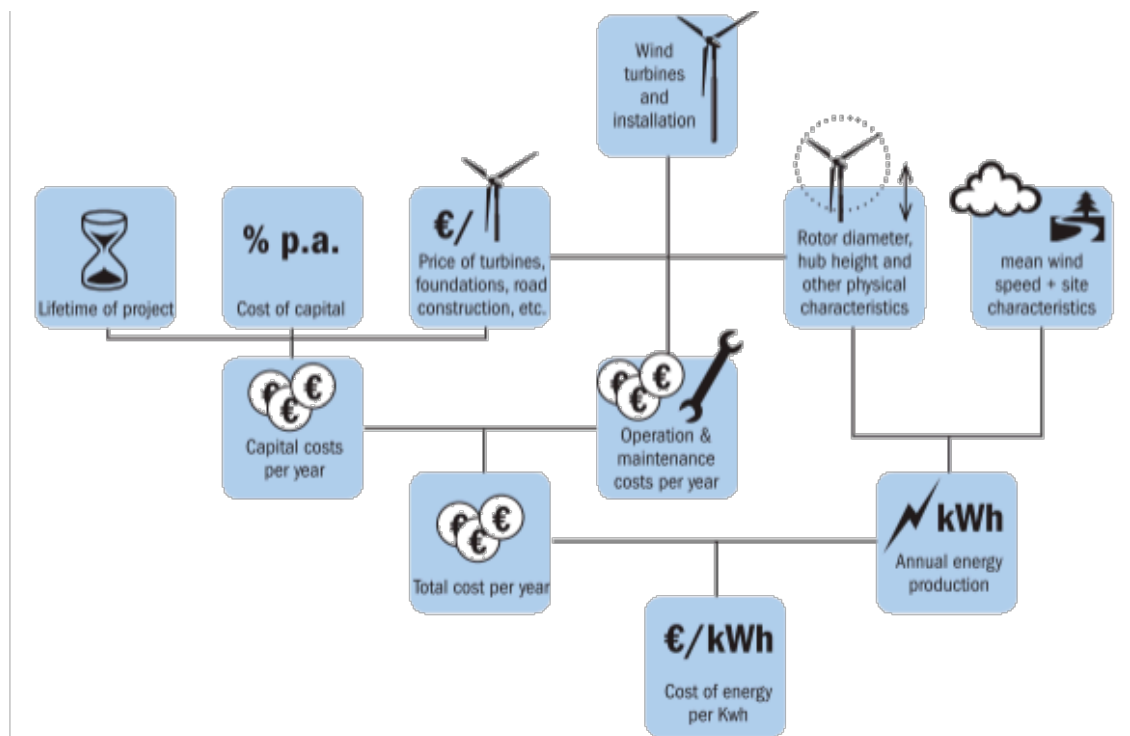 Wind
turbines
and
installation
€/
% p.a.
Lifetime of project
Cost of capital
Price of turbines,
foundations, road
construction, etc.
Rotor diameter,
hub height and
other physical
characteristics
mean wind
speed + site
characteristics
€ € €
Capital costs
per year
€ € €
Operation &
maintenance
costs per year
€ € €
Total cost per year
kWh
Annual energy
production
€/kWh
Cost of energy
per Kwh